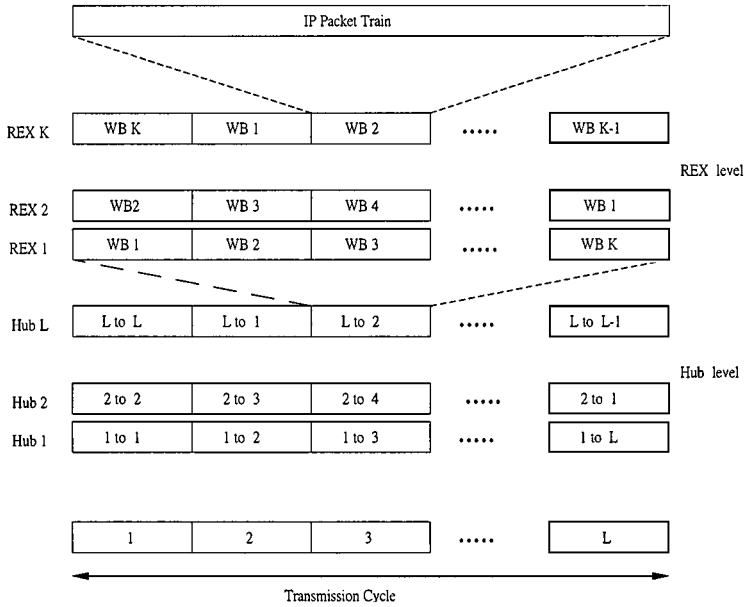 IP Packet Train
REX K WB K WB 1 WB 2 ..... WB K-1
REX level
REX 2 WB2 WB 3 WB 4 ..... WB 1
REX 1 WB 1 WB 2 WB 3 ..... WB K
Hub L L to L L to 1 L to 2 ..... L to L-1
Hub level
Hub 2 2 to 2 2 to 3 2 to 4 ..... 2 to 1
Hub 1 1 to 1 1 to 2 1 to 3 ..... 1 to L
1 2 3 ..... L
Transmission Cycle